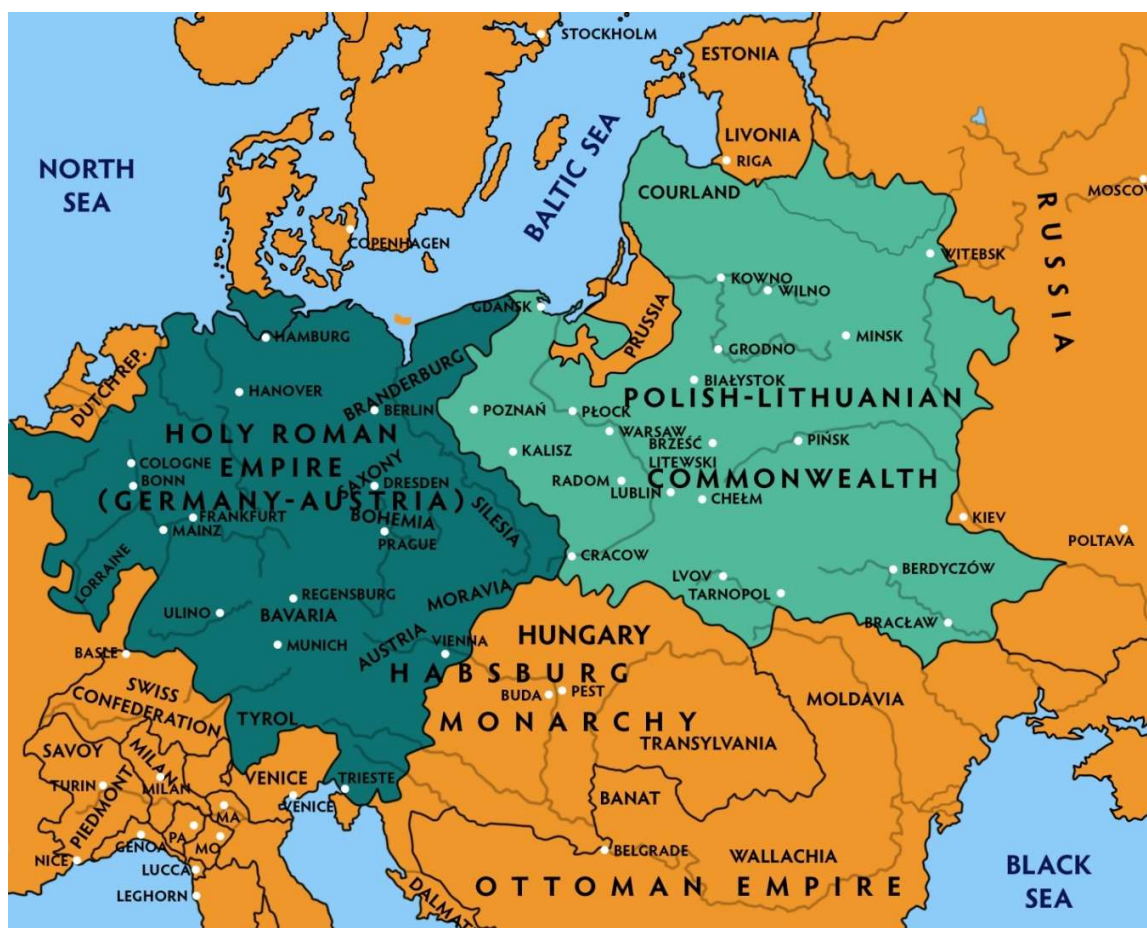 STOCKHOLM
ESTONIA
NORTH
SEA
BALTIC SEA
LIVONIA
RIGA
COURLAND
MOSCOW
RUSSIA
COPENHAGEN
WITEBSK
KOWNO
WILNO
GDAŃSK
PRUSSIA
HAMBURG
MINSK
GRODNO
DUTCH REP.
HANOVER
BRANDERBURG
BERLIN
BIAŁYSTOK
POLISH-LITHUANIAN
POZNAŃ
PŁOCK
HOLY ROMAN
EMPIRE
(GERMANY-AUSTRIA)
WARSAW
BRZEŚĆ
LITEWSKI
PIŃSK
KALISZ
COLOGNE
BONN
SAXONY
DRESDEN
RADOM
LUBLIN
COMMONWEALTH
CHEŁM
SILESIA
FRANKFURT
MAINZ
BOHEMIA
PRAGUE
KIEV
POLTAVA
LORRAINE
CRACOW
LVOV
TARNOPOL
BERDYCZÓW
REGENSBURG
MORAVIA
ULINO
BAVARIA
BRACŁAW
MUNICH
AUSTRIA
VIENNA
HUNGARY
BASLE
HABSBURG
MONARCHY
SWISS
CONFEDERATION
BUDA
PEST
MOLDAVIA
TYROL
TRANSYLVANIA
SAVOY
MILAN
MILAN
TURIN
PIEDMONT
VENICE
VENICE
TRIESTE
BANAT
MA
PA
MO
GENOA
NICE
LUCCA
LEGHORN
BELGRADE
WALLACHIA
OTTOMAN EMPIRE
DALMAT
BLACK
SEA